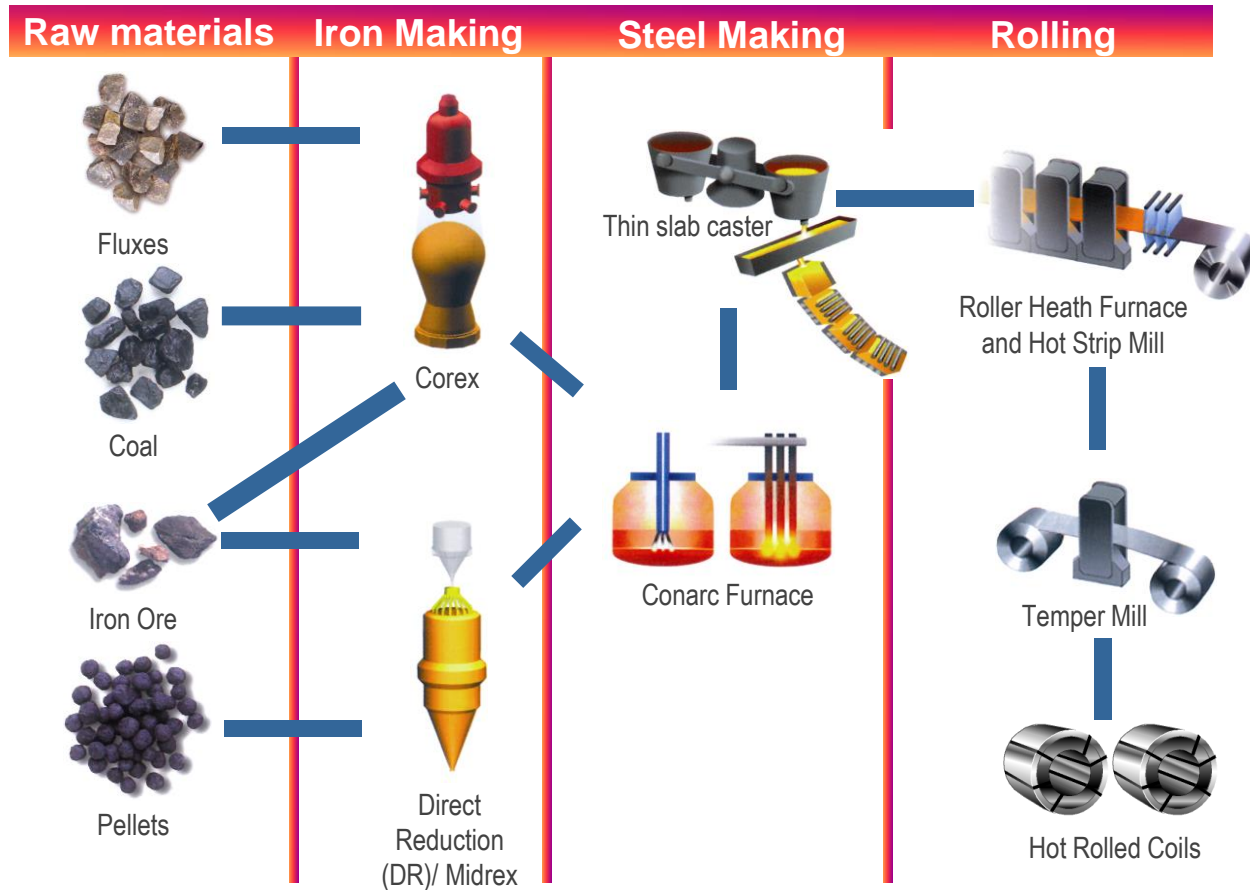 Raw materials
Iron Making
Steel Making
Rolling
Fluxes
Coal
Iron Ore
Pellets
Corex
Direct
Reduction
(DR)/ Midrex
Thin slab caster
Conarc Furnace
Roller Heath Furnace
and Hot Strip Mill
Temper Mill
Hot Rolled Coils